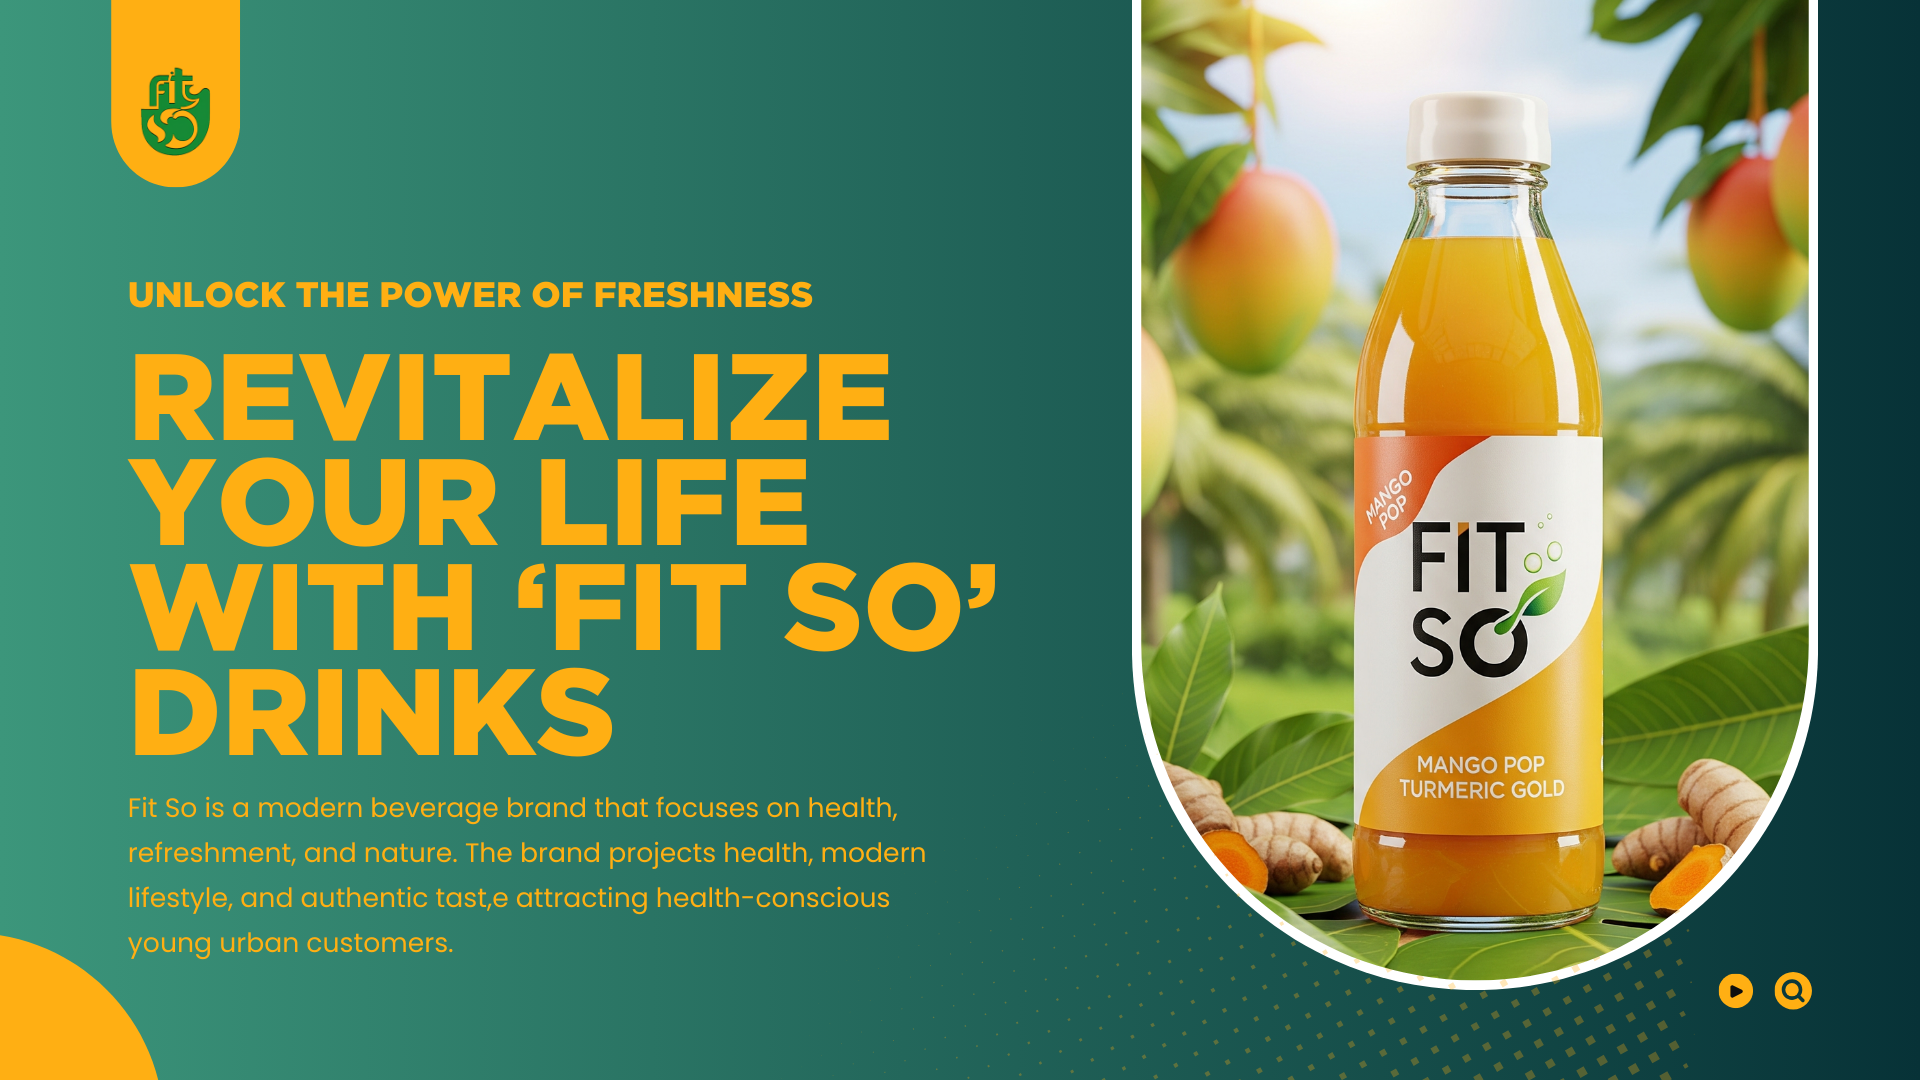 fit
so
UNLOCK THE POWER OF FRESHNESS
REVITALIZE
YOUR LIFE
WITH ‘FIT SO’
DRINKS
Fit So is a modern beverage brand that focuses on health,
refreshment, and nature. The brand projects health, modern
lifestyle, and authentic tast,e attracting health-conscious
young urban customers.
MANGO
POP
FIT
SO
MANGO POP
TURMERIC GOLD